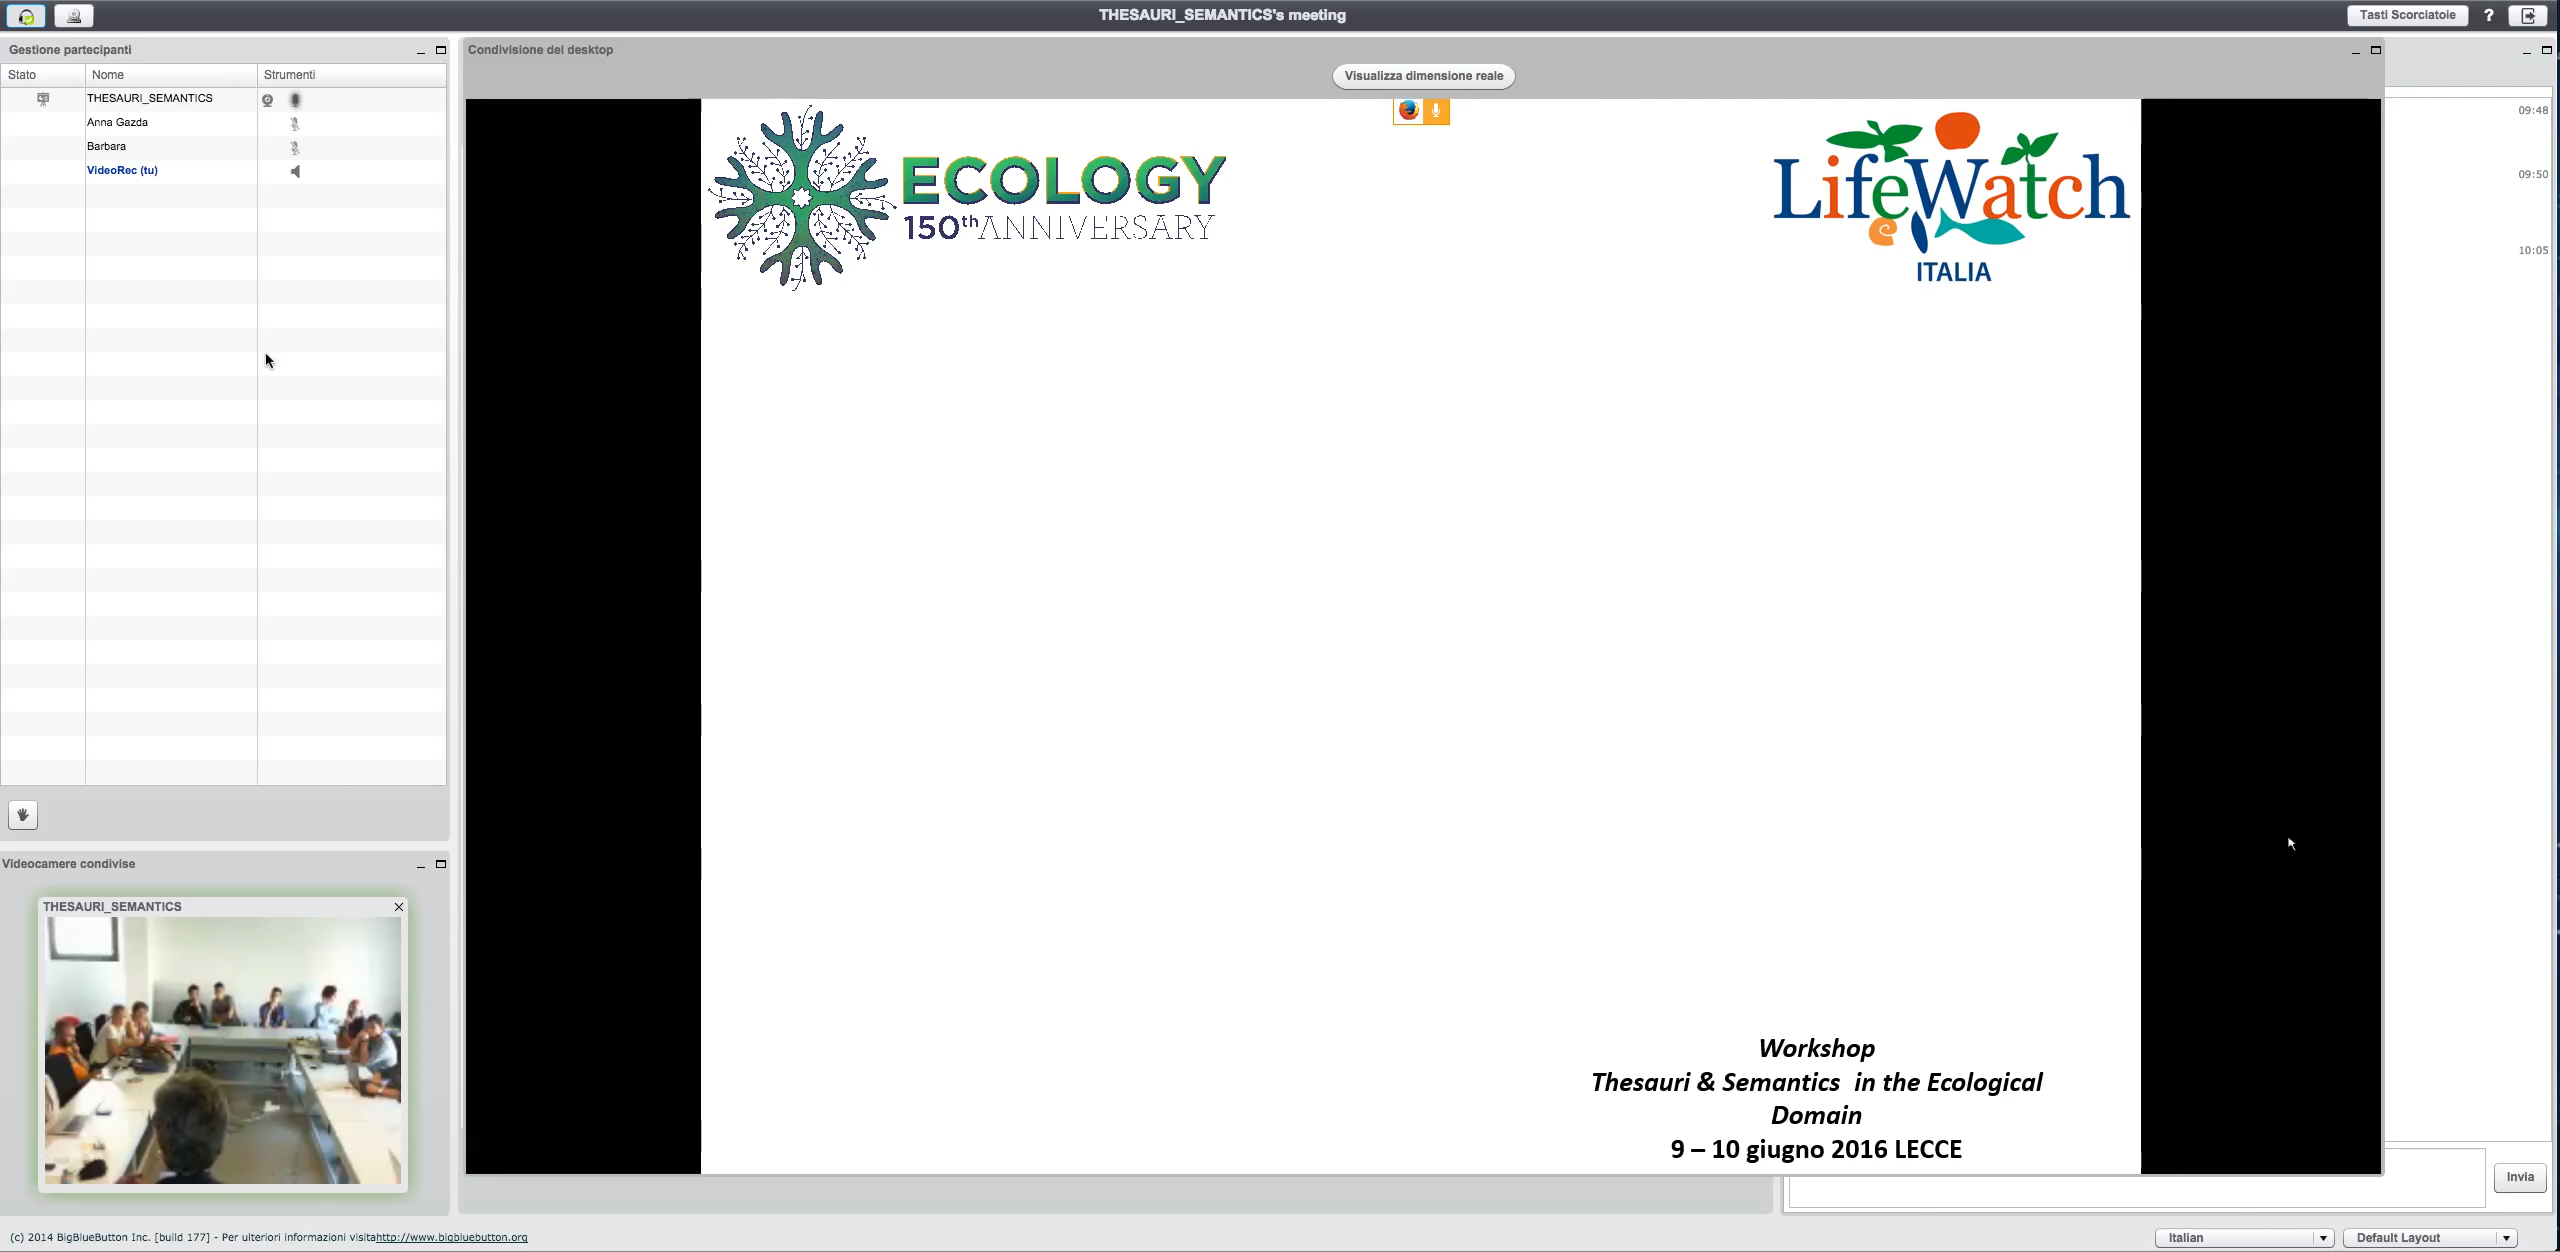 THESAURI_SEMANTICS's meeting
Tasti Scorciatoie
?
Gestione partecipanti
Stato Nome Strumenti
THESAURI_SEMANTICS
Anna Gazda
Barbara
VideoRec (tu)
Videocamere condivise
THESAURI_SEMANTICS
Condivisione del desktop
Visualizza dimensione reale
ECOLOGY
150th ANNIVERSARY
LifeWatch
ITALIA
Workshop
Thesauri & Semantics in the Ecological
Domain
9 – 10 giugno 2016 LECCE
09:48
09:50
10:05
Invia
(c) 2014 BigBlueButton Inc. [build 177] - Per ulteriori informazioni visitahttp://www.bigbluebutton.org
Italian
Default Layout